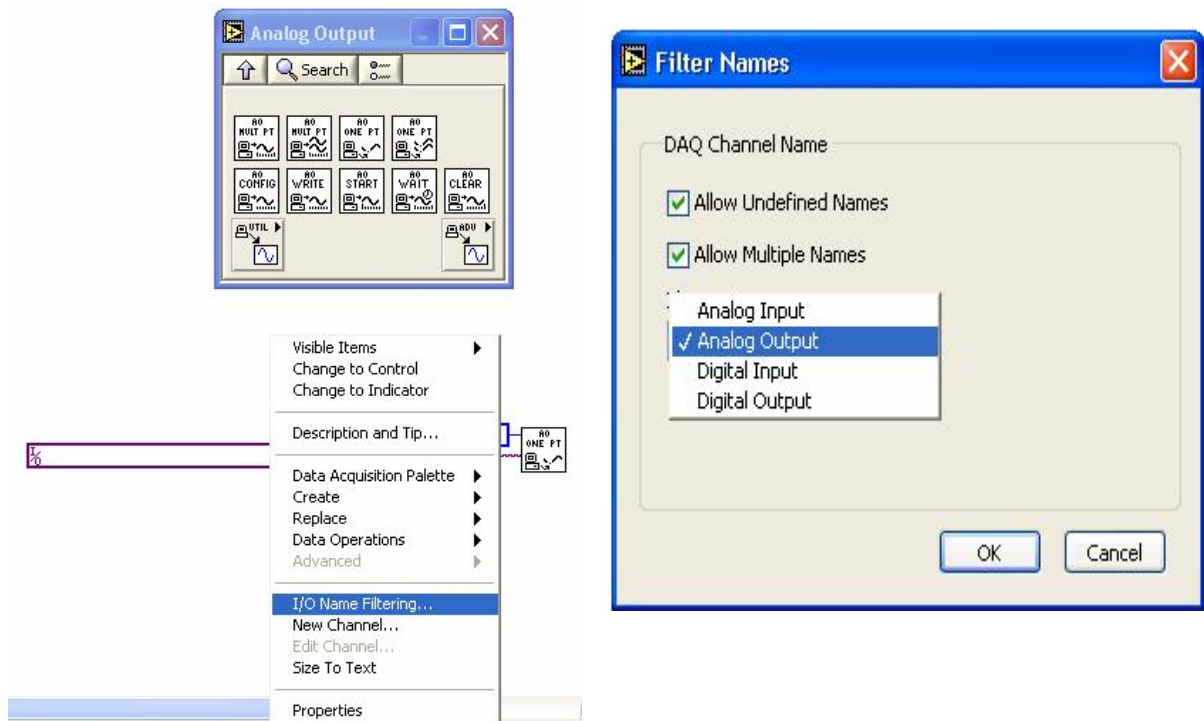 Analog Output
Search
AO MULT PT
AO MULT PT
AO ONE PT
AO ONE PT
AO CONFIG
AO WRITE
AO START
AO WAIT
AO CLEAR
UTIL
ADV
Visible Items
Change to Control
Change to Indicator
Description and Tip...
Data Acquisition Palette
Create
Replace
Data Operations
Advanced
I/O Name Filtering...
New Channel...
Edit Channel...
Size To Text
Properties
I/O
AO ONE PT
Filter Names
DAQ Channel Name
Allow Undefined Names
Allow Multiple Names
Analog Input
Analog Output
Digital Input
Digital Output
OK
Cancel